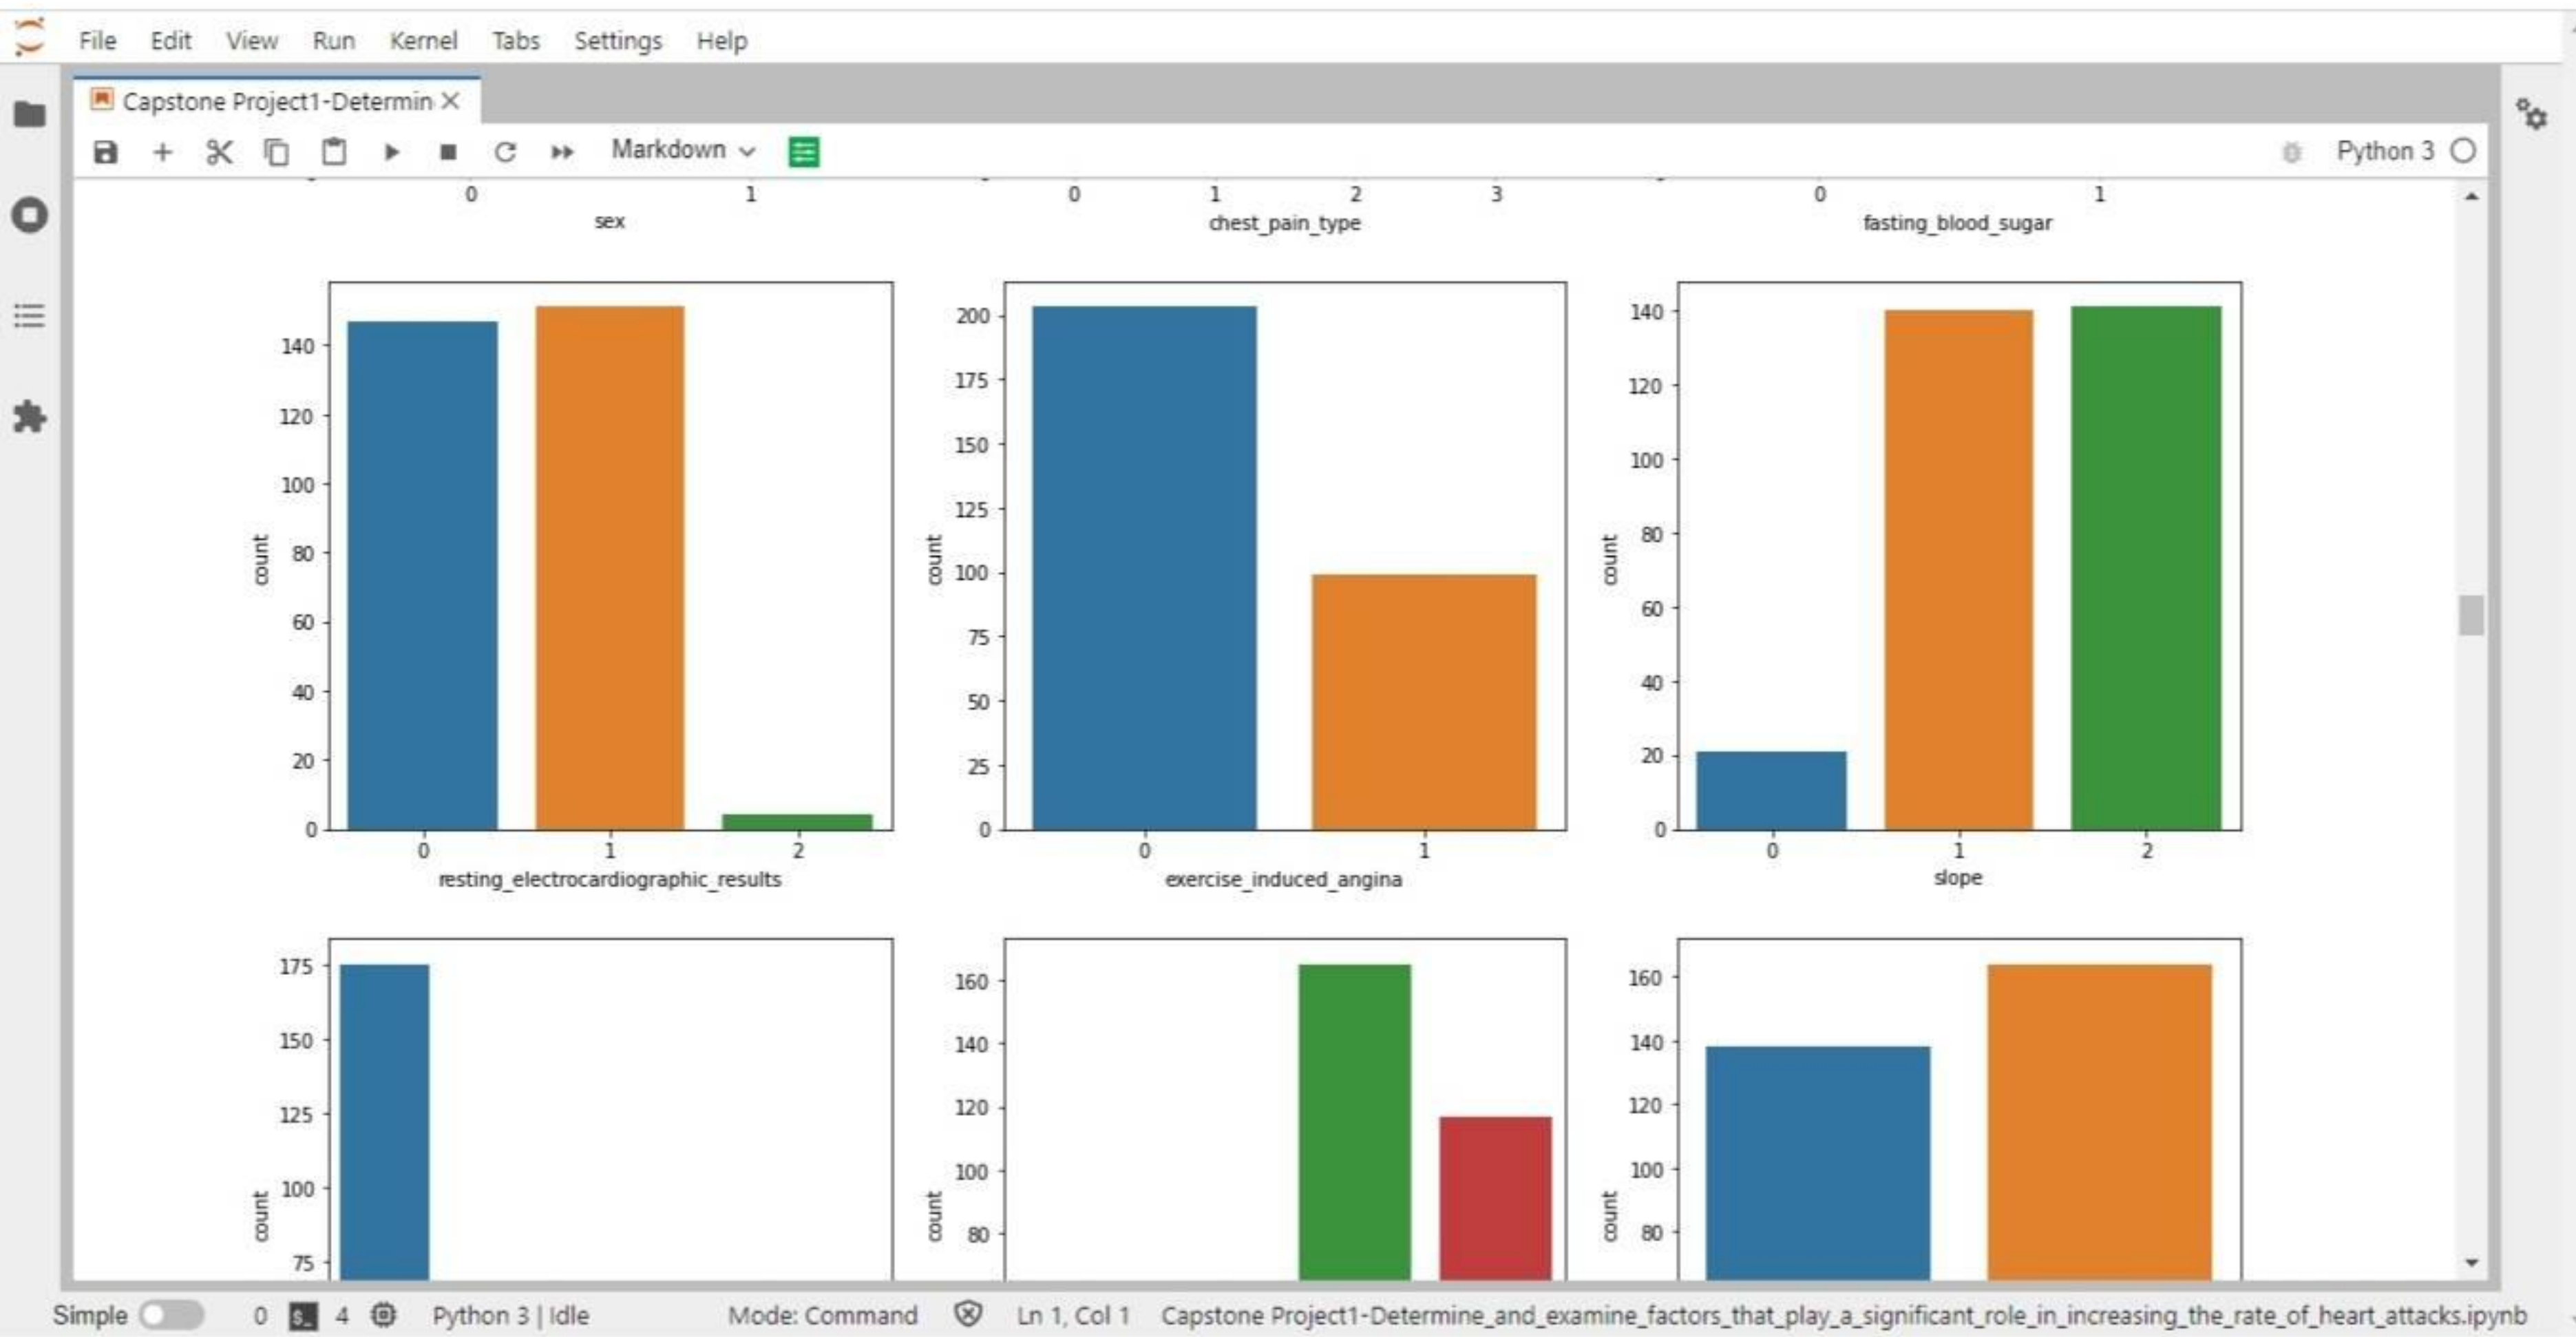 File Edit View Run Kernel Tabs Settings Help
Capstone Project1-Determin
Markdown
Python 3
0 1
sex
0 1 2 3
chest_pain_type
0 1
fasting_blood_sugar
140
120
100
80
60
40
20
0
count
0 1 2
resting_electrocardiographic_results
200
175
150
125
100
75
50
25
0
count
0 1
exercise_induced_angina
140
120
100
80
60
40
20
0
count
0 1 2
slope
175
150
125
100
75
count
160
140
120
100
80
count
160
140
120
100
80
count
Simple 0 $_ 4 Python 3 | Idle Mode: Command Ln 1, Col 1 Capstone Project1-Determine_and_examine_factors_that_play_a_significant_role_in_increasing_the_rate_of_heart_attacks.ipynb